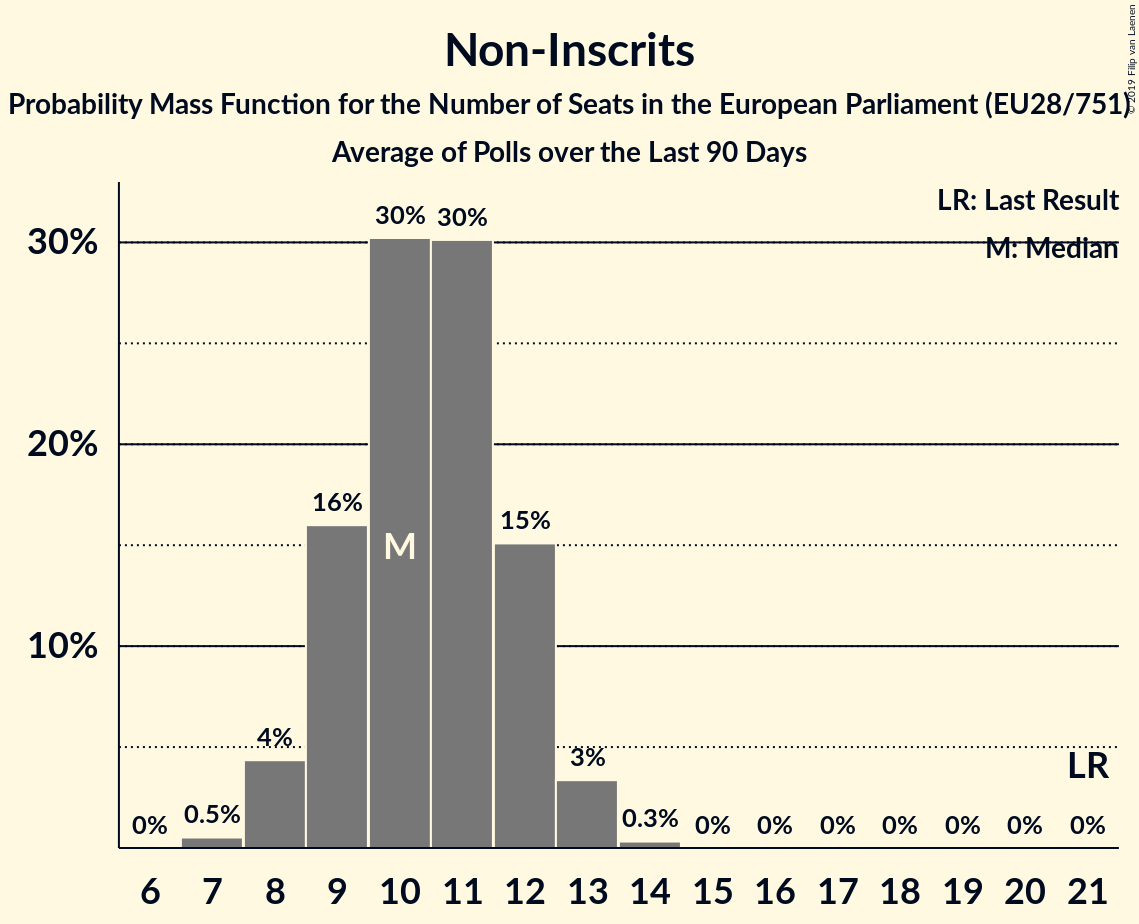 Non-Inscrits
Probability Mass Function for the Number of Seats in the European Parliament (EU28/751)
Average of Polls over the Last 90 Days
© 2019 Filip van Laenen
LR: Last Result
M: Median
30%
20%
10%
0%
0.5%
4%
16%
30%
30%
15%
3%
0.3%
0%
0%
0%
0%
0%
0%
0%
M
LR
6 7 8 9 10 11 12 13 14 15 16 17 18 19 20 21